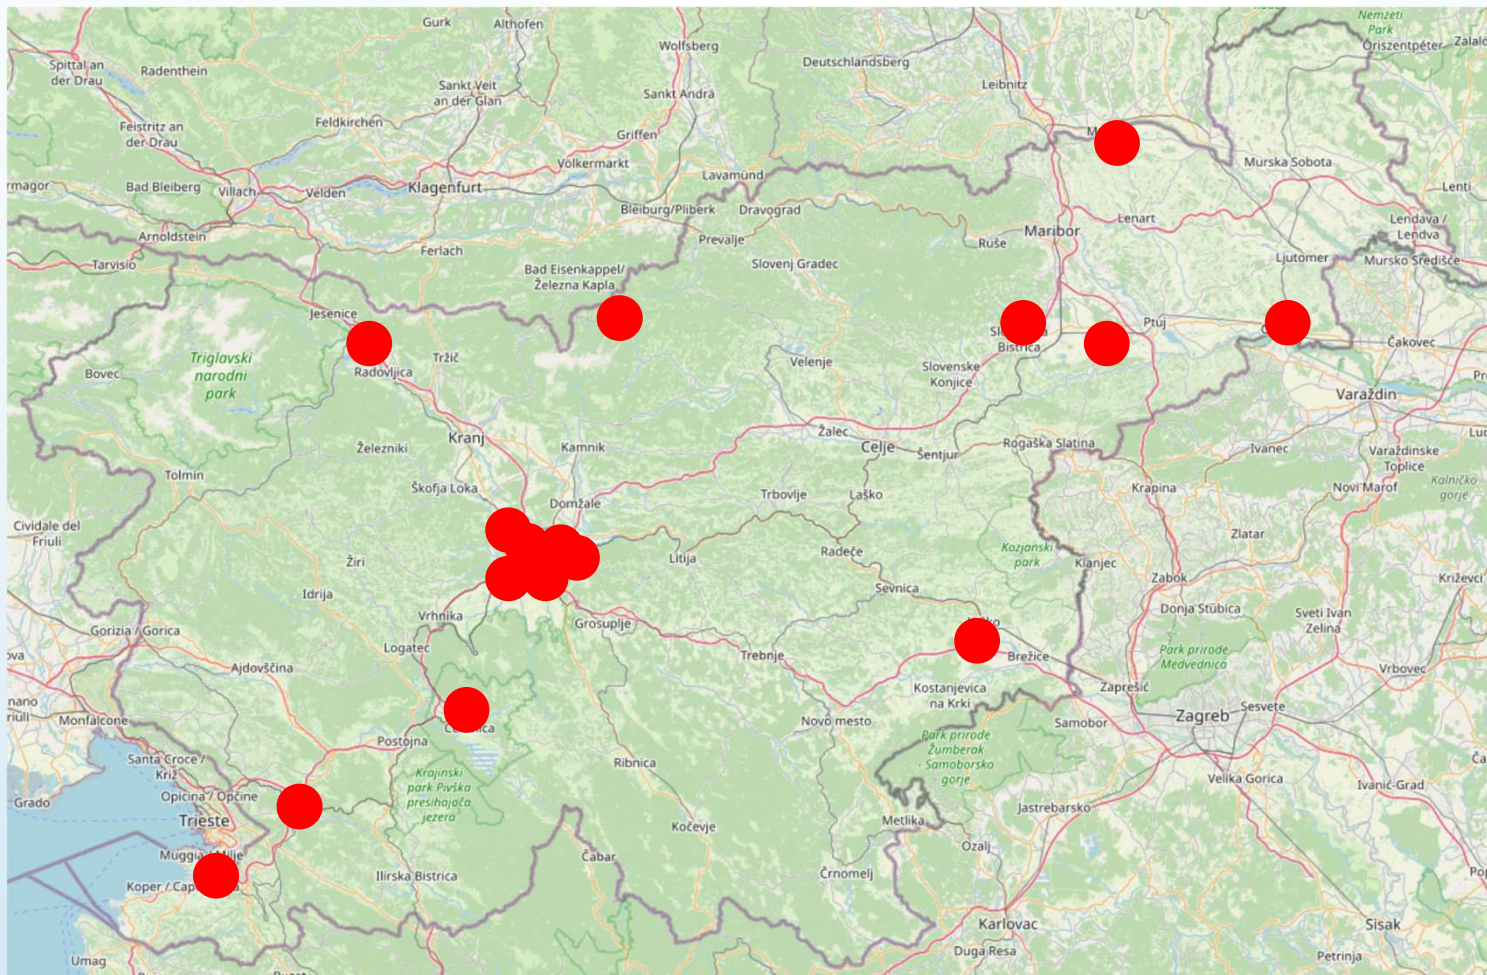 Gurk
Althofen
Nemzeti
Park
Őriszentpéter
Wolfsberg
Spittal an
der Drau
Radenthein
Deutschlandsberg
Leibnitz
Sankt Veit
an der Glan
Sankt Andrä
Feistritz an
der Drau
Feldkirchen
Griffen
Völkermarkt
Murska Sobota
Lavamünd
Bad Bleiberg
Villach
Velden
Klagenfurt
Lenti
Bleiburg/Pliberk
Dravograd
Lenart
Lendava /
Lendva
Arnoldstein
Ferlach
Prevalje
Ruše
Maribor
Tarvisio
Bad Eisenkappel/
Železna Kapla
Slovenj Gradec
Ljutomer
Mursko Središće
Jesenice
Ptuj
Bistrica
Čakovec
Triglavski
narodni
park
Bovec
Radovljica
Tržič
Velenje
Slovenske
Konjice
Varaždin
Kranj
Kamnik
Žalec
Celje
Šentjur
Rogaška Slatina
Železniki
Ivanec
Varaždinske
Toplice
Tolmin
Škofja Loka
Domžale
Trbovlje
Laško
Krapina
Novi Marof
Kalničko
gorje
Cividale del
Friuli
Žiri
Litija
Radeče
Kozjanski
park
Klanjec
Zlatar
Zabok
Križevci
Idrija
Sevnica
Vrhnika
Grosuplje
Donja Stubica
Sveti Ivan
Zelina
Gorizia / Gorica
Logatec
Trebnje
Brežice
Park prirode
Medvednica
Ajdovščina
Vrbovec
Kostanjevica
na Krki
Zaprešić
Monfalcone
Novo mesto
Samobor
Zagreb
Sesvete
Postojna
Park prirode
Žumberak
- Samoborsko
gorje
Santa Croce /
Križ
Ribnica
Krajinski
park Pivška
presihajoča
jezera
Velika Gorica
Ivanić-Grad
Grado
Opicina / Opčine
Trieste
Kočevje
Metlika
Jastrebarsko
Ozalj
Čabar
Ilirska Bistrica
Črnomelj
Karlovac
Sisak
Duga Resa
Petrinja
Umag